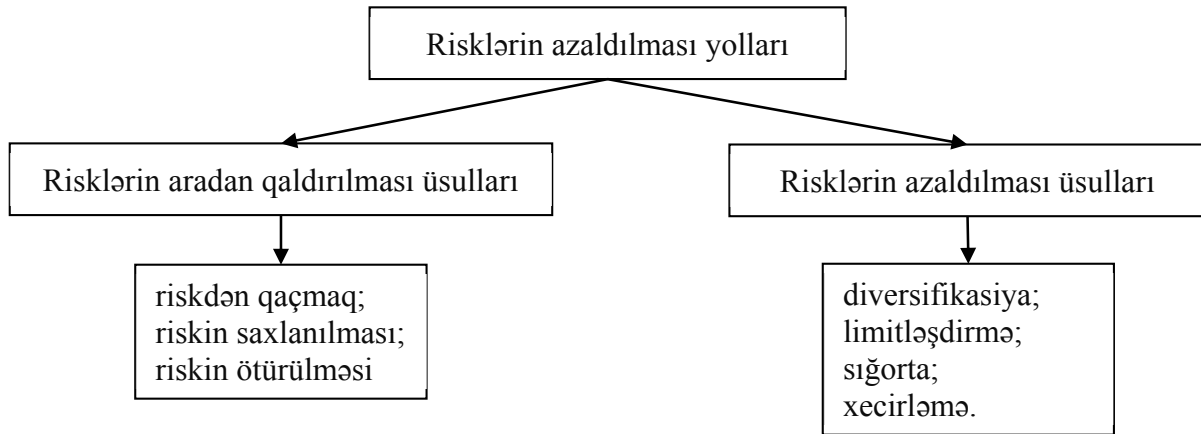 Risklərin azaldılması yolları
Risklərin aradan qaldırılması üsulları
Risklərin azaldılması üsulları
riskdən qaçmaq;
riskin saxlanılması;
riskin ötürülməsi
diversifikasiya;
limitləşdirmə;
sığorta;
xecirləmə.